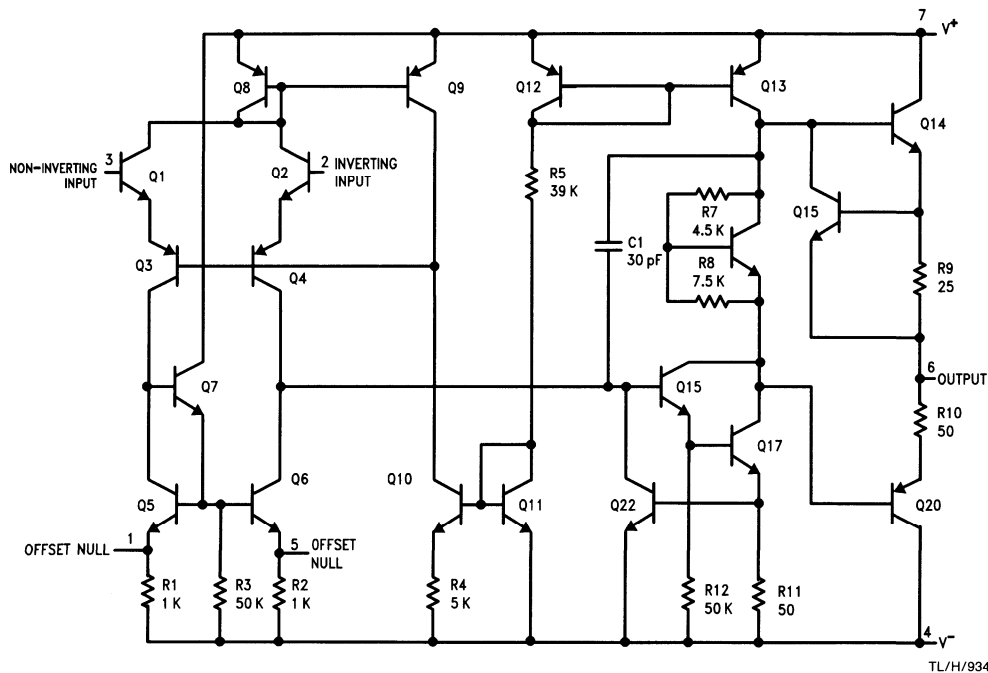 7
V+
Q8
Q9
Q12
Q13
Q14
NON-INVERTING
INPUT
3
Q1
Q2
2 INVERTING
INPUT
R5
39 K
R7
4.5 K
Q15
C1
30 pF
R8
7.5 K
Q3
Q4
R9
25
Q7
Q15
6
OUTPUT
R10
50
Q17
Q5
Q6
Q10
Q11
Q22
Q20
OFFSET NULL
1
5 OFFSET
NULL
R1
1 K
R3
50 K
R2
1 K
R4
5 K
R12
50 K
R11
50
4
V−
TL/H/934